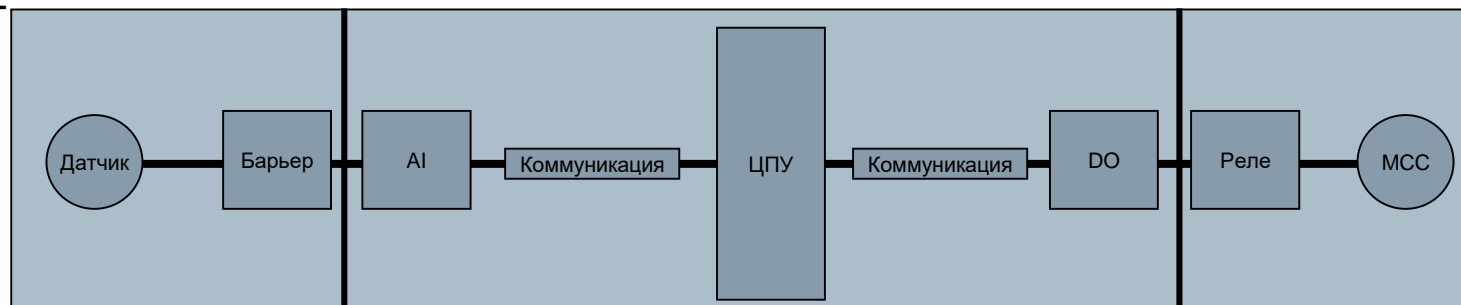 Датчик
Барьер
AI
Коммуникация
ЦПУ
Коммуникация
DO
Реле
МСС